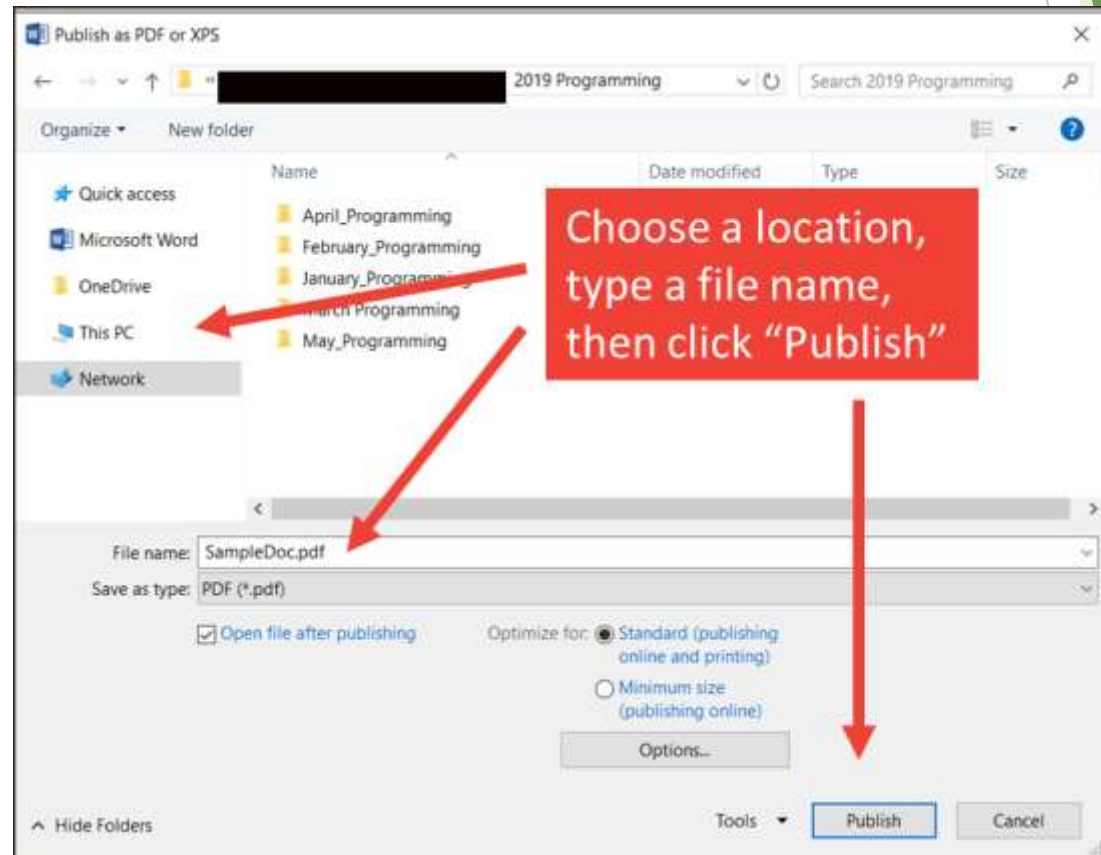 Publish as PDF or XPS
2019 Programming
Search 2019 Programming
Organize
New folder
Name
Date modified
Type
Size
Quick access
Microsoft Word
OneDrive
This PC
Network
April_Programming
February_Programming
January_Programming
March Programming
May_Programming
Choose a location,
type a file name,
then click “Publish”
File name: SampleDoc.pdf
Save as type: PDF (*.pdf)
Open file after publishing
Optimize for: Standard (publishing
online and printing)
Minimum size
(publishing online)
Options...
Hide Folders
Tools
Publish
Cancel